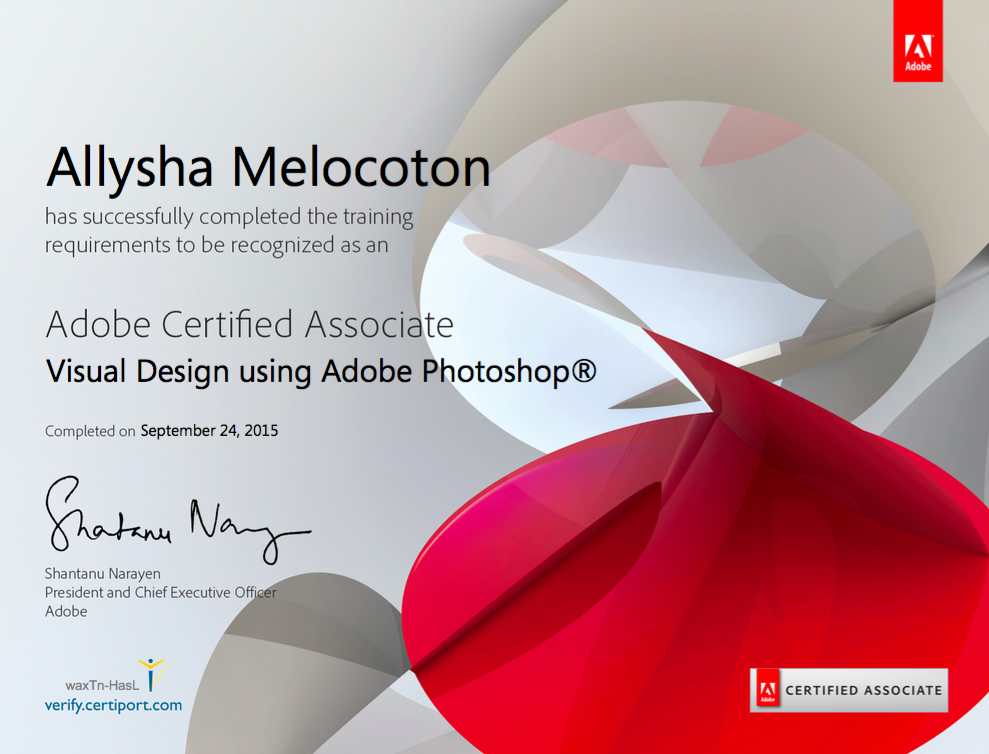 Adobe
Allysha Melocoton
has successfully completed the training
requirements to be recognized as an
Adobe Certified Associate
Visual Design using Adobe Photoshop®
Completed on September 24, 2015
Shantanu Narayen
Shantanu Narayen
President and Chief Executive Officer
Adobe
waxTn-HasL
verify.certiport.com
Adobe
CERTIFIED ASSOCIATE